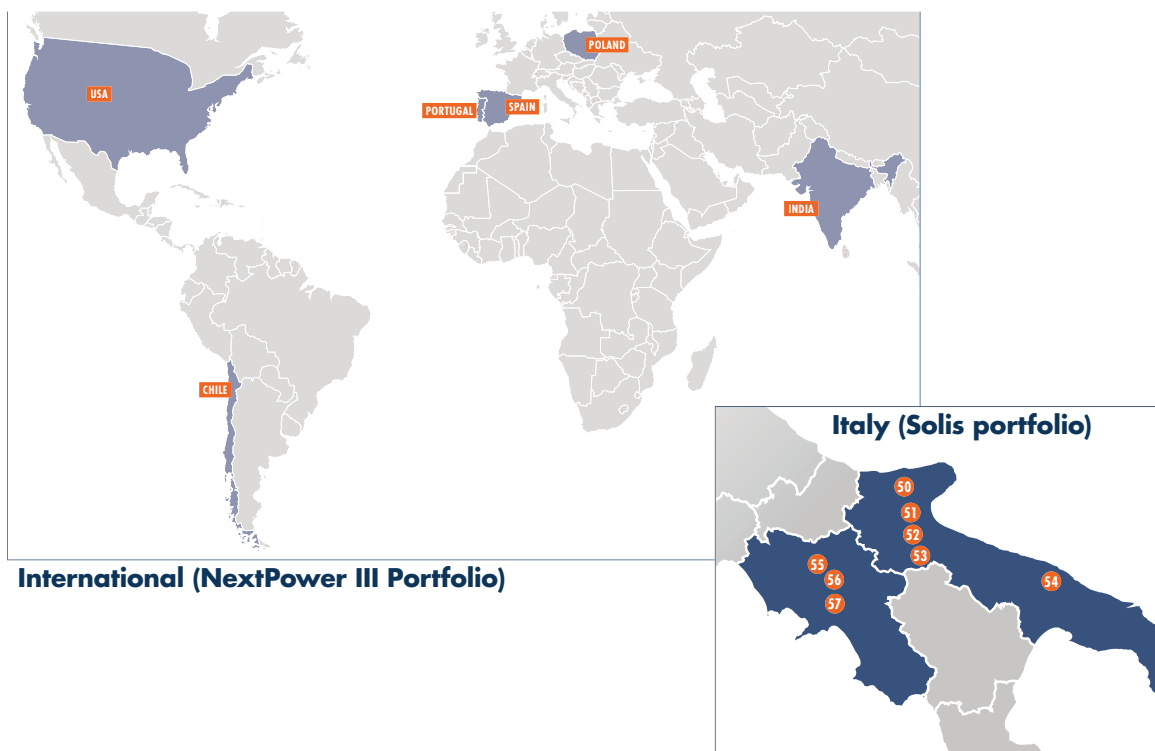 POLAND
USA
PORTUGAL
SPAIN
INDIA
CHILE
International (NextPower III Portfolio)
Italy (Solis portfolio)
50
51
52
53
54
55
56
57